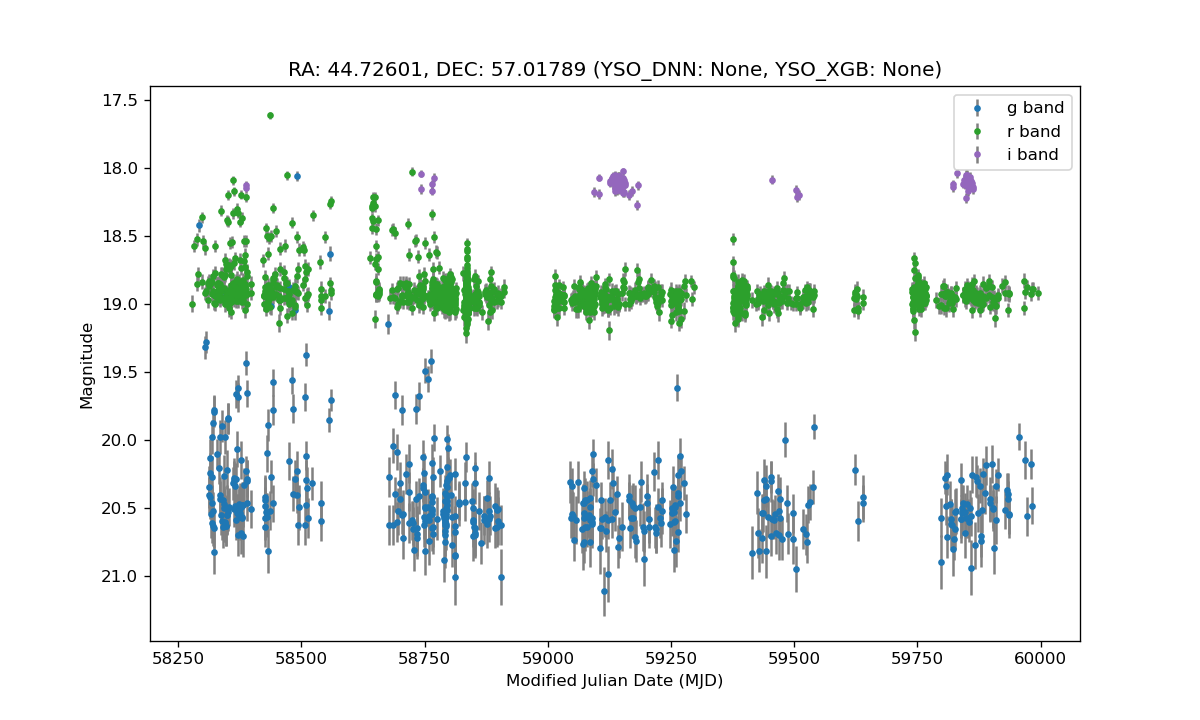 RA: 44.72601, DEC: 57.01789 (YSO_DNN: None, YSO_XGB: None)
g band
r band
i band
17.5
18.0
18.5
19.0
19.5
20.0
20.5
21.0
Magnitude
58250 58500 58750 59000 59250 59500 59750 60000
Modified Julian Date (MJD)